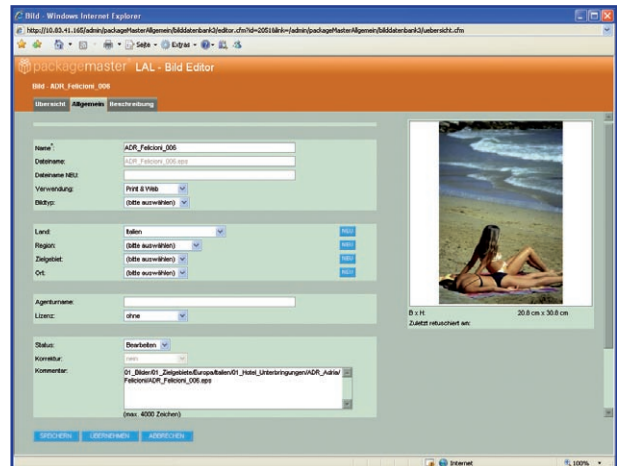 Bild - Windows Internet Explorer
http://10.83.41.165/admin/packageMasterAllgemein/bilddatenbank3/editor.cfm?id=20518&link=/admin/packageMasterAllgemein/bilddatenbank3/uebersicht.cfm
Seite Extras
packagemaster LAL - Bild Editor
Bild - ADR_Felicioni_006
Übersicht Allgemein Beschreibung
Name*: ADR_Felicioni_006
Dateiname: ADR_Felicioni_006.eps
Dateiname NEU:
Verwendung: Print & Web
Bildtyp: (bitte auswählen)
Land: Italien NEU
Region: (bitte auswählen) NEU
Zielgebiet: (bitte auswählen) NEU
Ort: (bitte auswählen) NEU
Agenturname:
Lizenz: ohne
B x H: 20.8 cm x 30.8 cm
Zuletzt retuschiert am:
Status: Bearbeiten
Korrektur: nein
Kommentar: 01_Bilder/01_Zielgebiete/Europa/Italien/01_Hotel_Unterbringungen/ADR_Adria/
Felicioni/ADR_Felicioni_006.eps
(max. 4000 Zeichen)
SPEICHERN ÜBERNEHMEN ABBRECHEN
Internet 100%